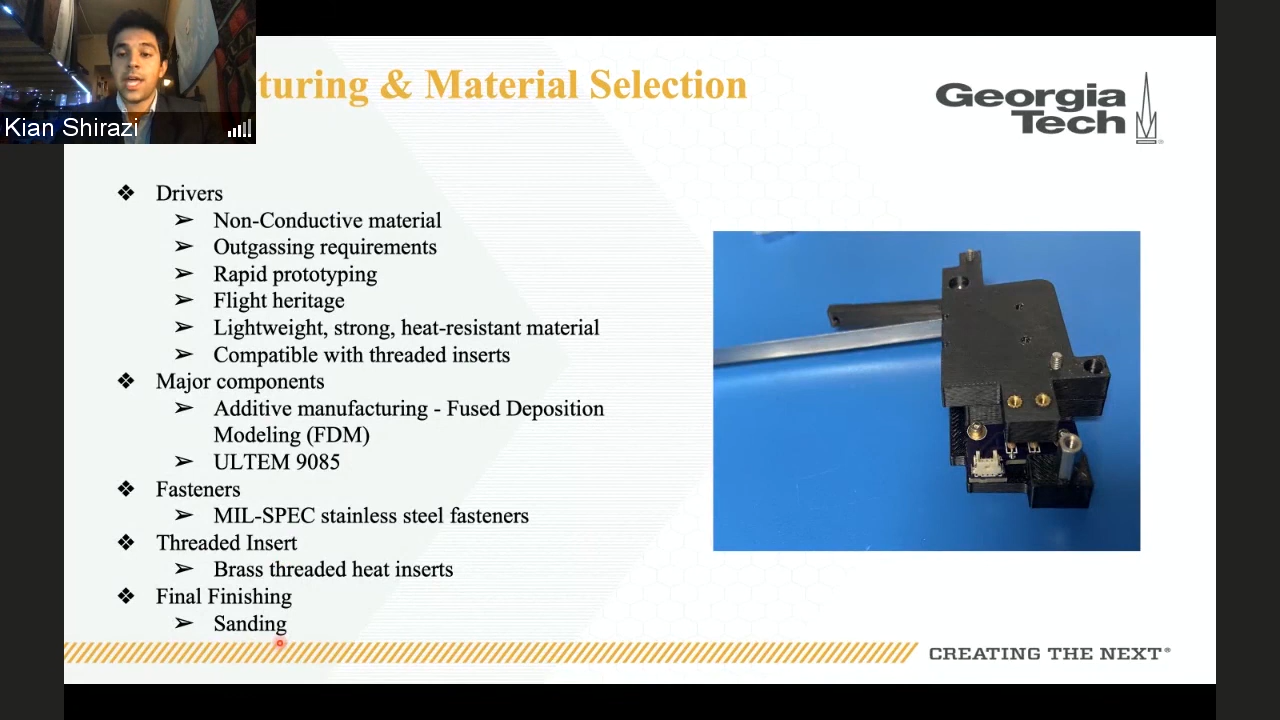 turing & Material Selection
Georgia
Tech
Kian Shirazi
❖ Drivers
➢ Non-Conductive material
➢ Outgassing requirements
➢ Rapid prototyping
➢ Flight heritage
➢ Lightweight, strong, heat-resistant material
➢ Compatible with threaded inserts
❖ Major components
➢ Additive manufacturing - Fused Deposition
Modeling (FDM)
➢ ULTEM 9085
❖ Fasteners
➢ MIL-SPEC stainless steel fasteners
❖ Threaded Insert
➢ Brass threaded heat inserts
❖ Final Finishing
➢ Sanding
CREATING THE NEXT®